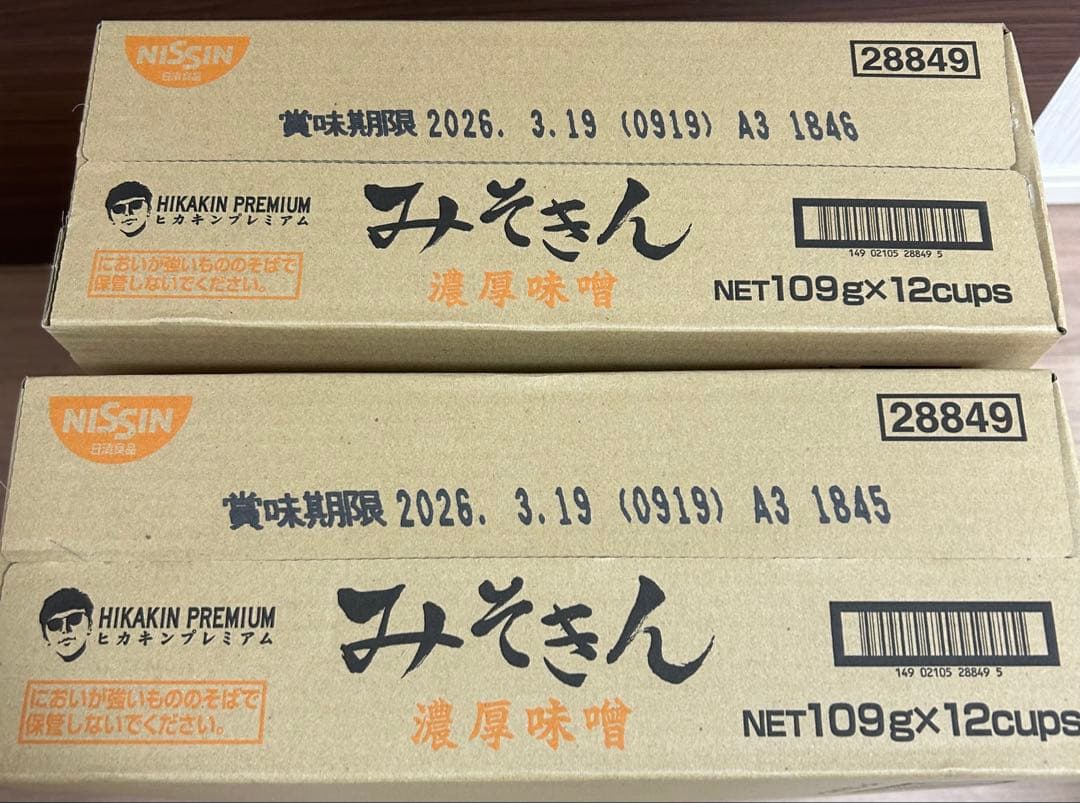 NISSIN
日清食品
28849
賞味期限 2026. 3.19 (0919) A3 1846
HIKAKIN PREMIUM
ヒカキンプレミアム
みそきん
濃厚味噌
においが強いもののそばで
保管しないでください。
149 02105 28849 5
NET109g×12cups
NISSIN
日清食品
28849
賞味期限 2026. 3.19 (0919) A3 1845
HIKAKIN PREMIUM
ヒカキンプレミアム
みそきん
濃厚味噌
においが強いもののそばで
保管しないでください。
149 02105 28849 5
NET109g×12cups